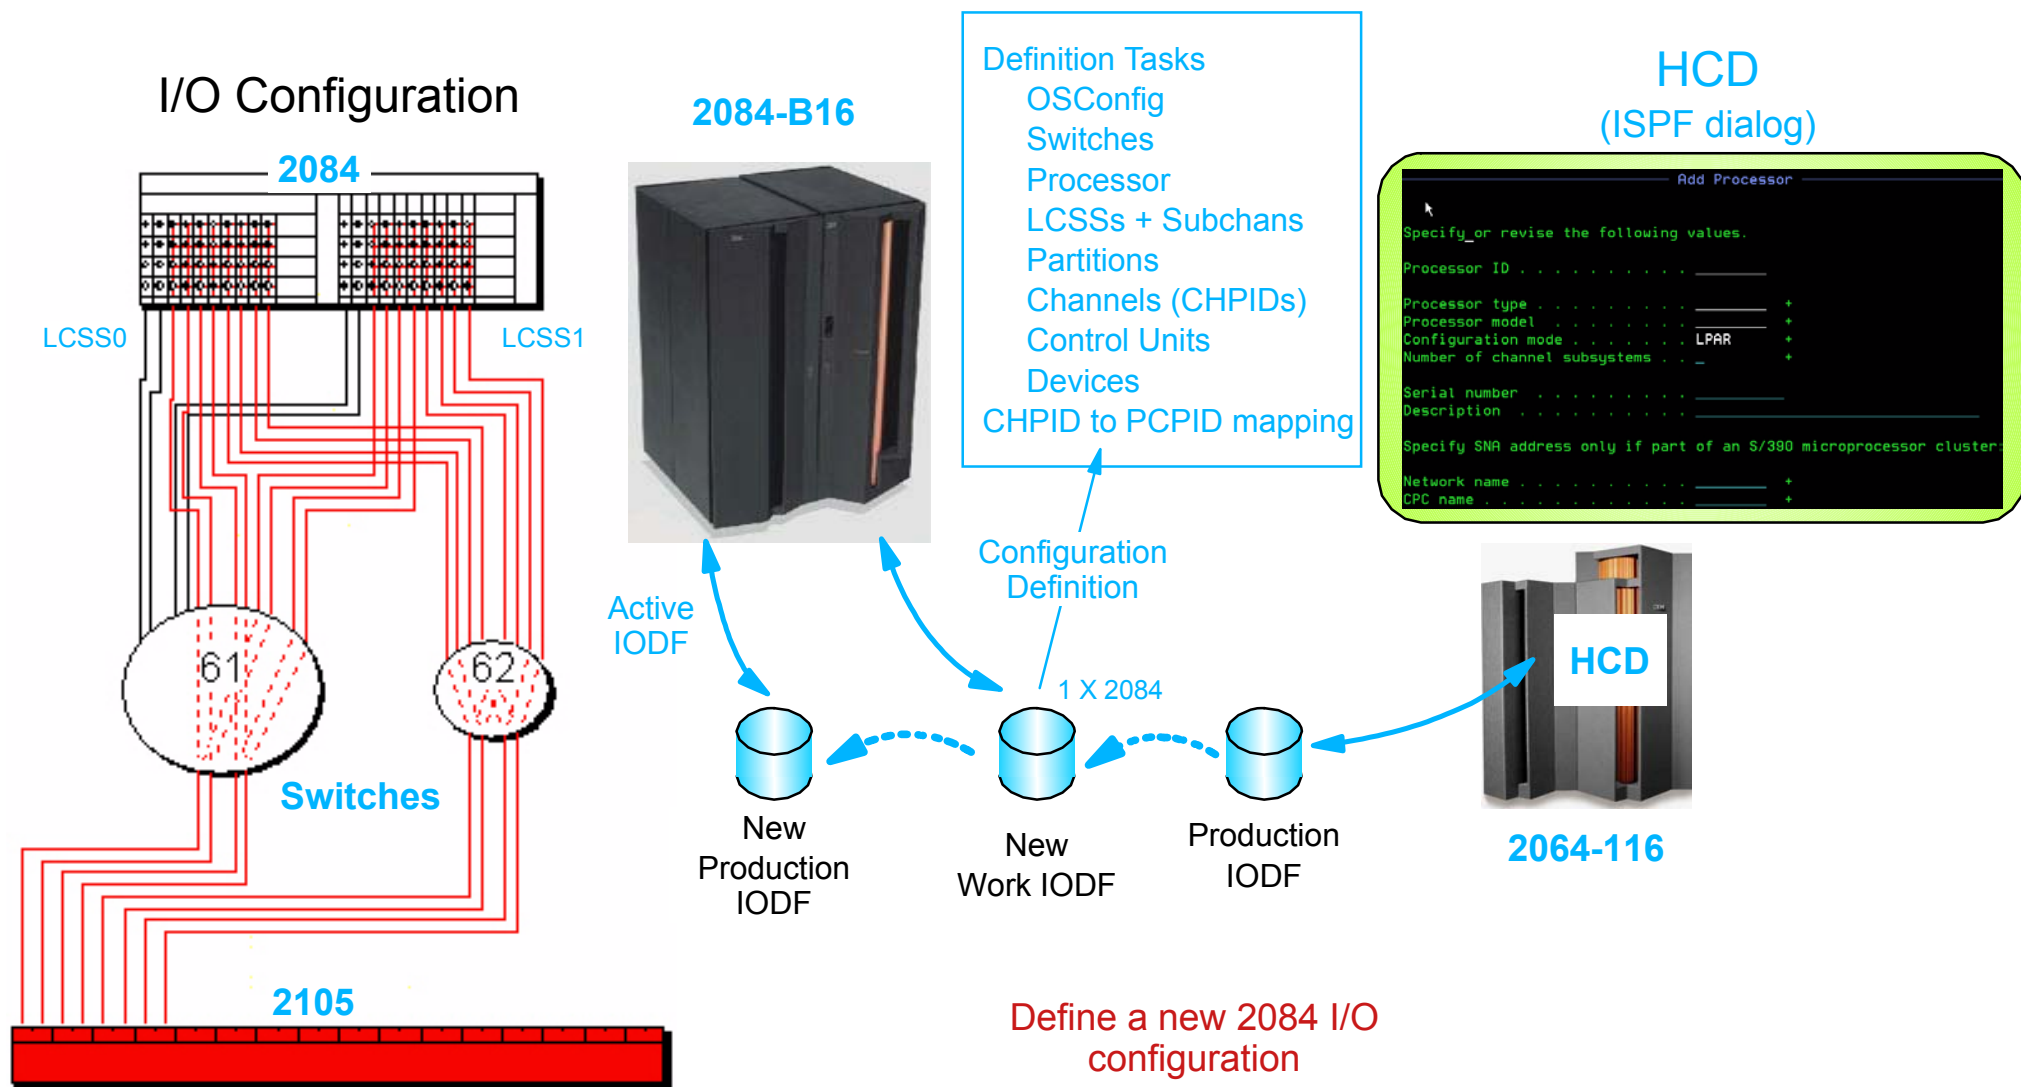 I/O Configuration
2084
LCSS0
LCSS1
61
62
Switches
2105
2084-B16
Active
IODF
Definition Tasks
OSConfig
Switches
Processor
LCSSs + Subchans
Partitions
Channels (CHPIDs)
Control Units
Devices
CHPID to PCPID mapping
Configuration
Definition
1 X 2084
New
Production
IODF
New
Work IODF
Production
IODF
HCD
(ISPF dialog)
Add Processor
Specify_or revise the following values.
Processor ID . . . . . . . . . .
Processor type . . . . . . . . . +
Processor model . . . . . . . . +
Configuration mode . . . . . . . LPAR +
Number of channel subsystems . . _ +
Serial number . . . . . . . . .
Description . . . . . . . . . .
Specify SNA address only if part of an S/390 microprocessor cluster:
Network name . . . . . . . . . . +
CPC name . . . . . . . . . . . . +
HCD
2064-116
Define a new 2084 I/O
configuration